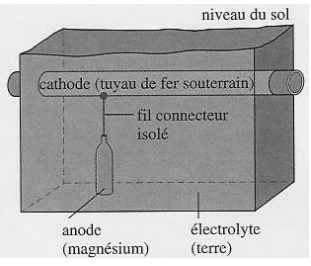 niveau du sol
cathode (tuyau de fer souterrain)
fil connecteur
isolé
anode
(magnésium)
électrolyte
(terre)